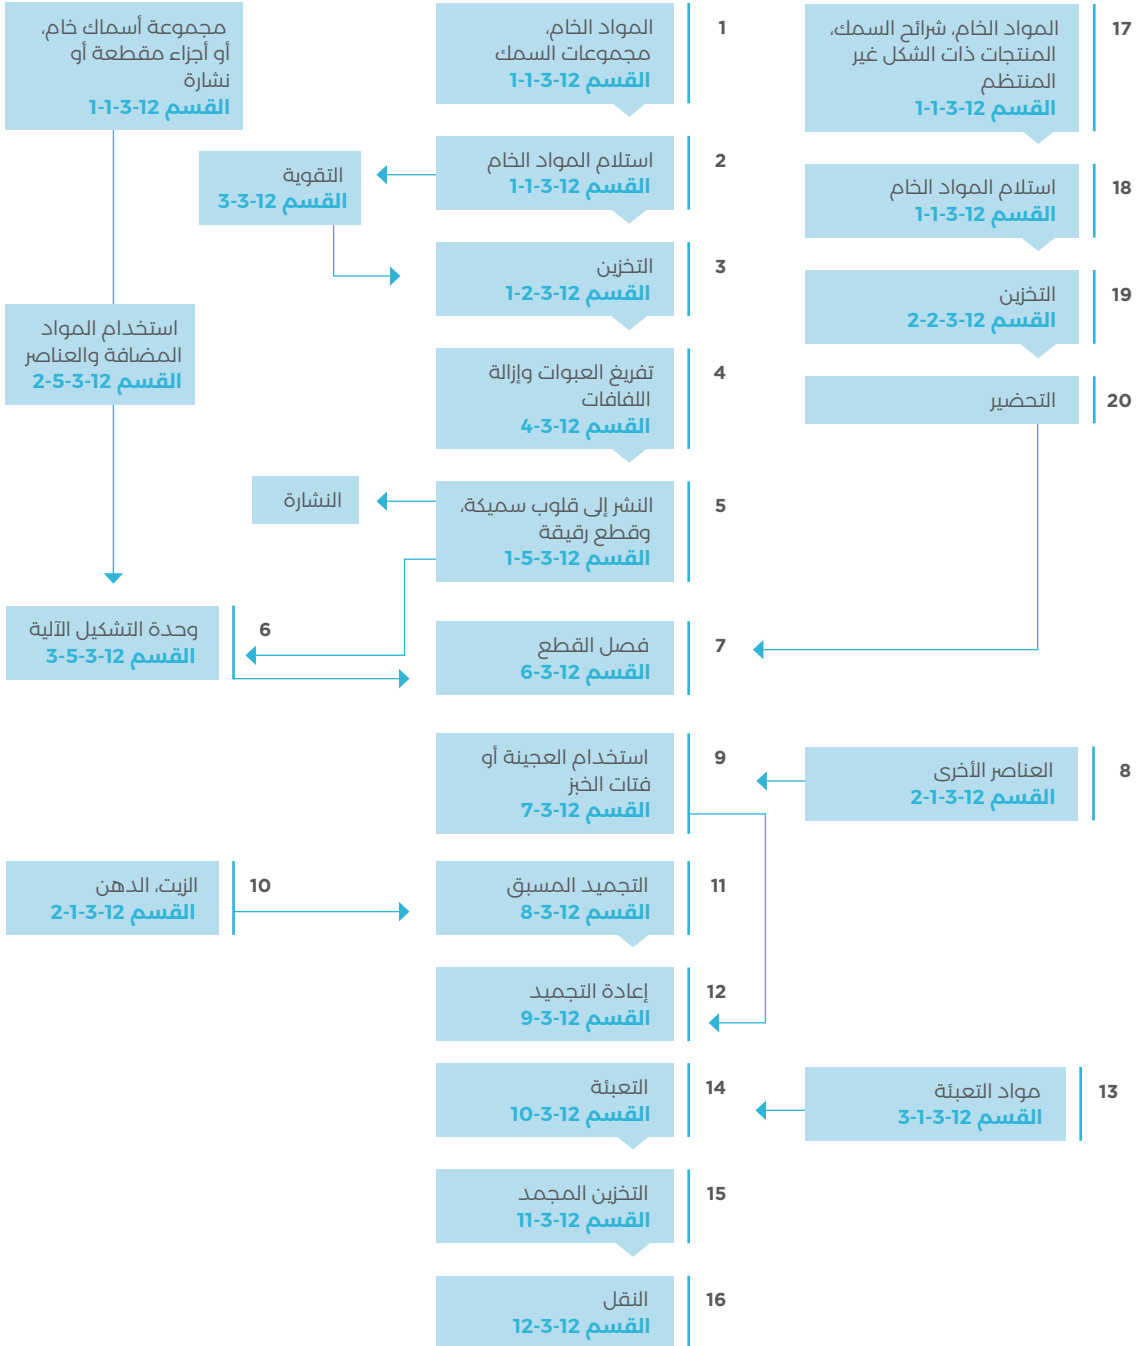 1
المواد الخام،
مجموعات السمك
القسم 12-3-1-1
2
استلام المواد الخام
القسم 12-3-1-1
التقوية
القسم 12-3-3
3
التخزين
القسم 12-3-2-1
4
تفريغ العبوات وإزالة
اللفافات
القسم 12-3-4
5
النشر إلى قلوب سميكة،
وقطع رقيقة
القسم 12-3-5-1
النشارة
مجموعة أسماك خام،
أو أجزاء مقطعة أو
نشارة
القسم 12-3-1-1
استخدام المواد
المضافة والعناصر
القسم 12-3-5-2
6
وحدة التشكيل الآلية
القسم 12-3-5-3
7
فصل القطع
القسم 12-3-6
8
العناصر الأخرى
القسم 12-3-1-2
9
استخدام العجينة أو
فتات الخبز
القسم 12-3-7
10
الزيت، الدهن
القسم 12-3-1-2
11
التجميد المسبق
القسم 12-3-8
12
إعادة التجميد
القسم 12-3-9
13
مواد التعبئة
القسم 12-3-1-3
14
التعبئة
القسم 12-3-10
15
التخزين المجمد
القسم 12-3-11
16
النقل
القسم 12-3-12
17
المواد الخام، شرائح السمك،
المنتجات ذات الشكل غير
المنتظم
القسم 12-3-1-1
18
استلام المواد الخام
القسم 12-3-1-1
19
التخزين
القسم 12-3-2-2
20
التحضير